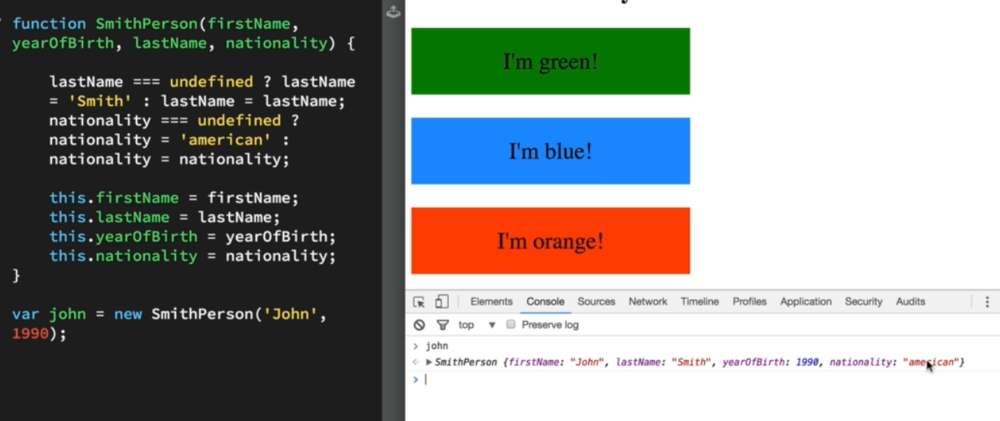 function SmithPerson(firstName,
yearOfBirth, lastName, nationality) {
lastName === undefined ? lastName
= 'Smith' : lastName = lastName;
nationality === undefined ?
nationality = 'american' :
nationality = nationality;
this.firstName = firstName;
this.lastName = lastName;
this.yearOfBirth = yearOfBirth;
this.nationality = nationality;
}
var john = new SmithPerson('John',
1990);
I'm green!
I'm blue!
I'm orange!
Elements Console Sources Network Timeline Profiles Application Security Audits
top Preserve log
john
SmithPerson {firstName: "John", lastName: "Smith", yearOfBirth: 1990, nationality: "american"}